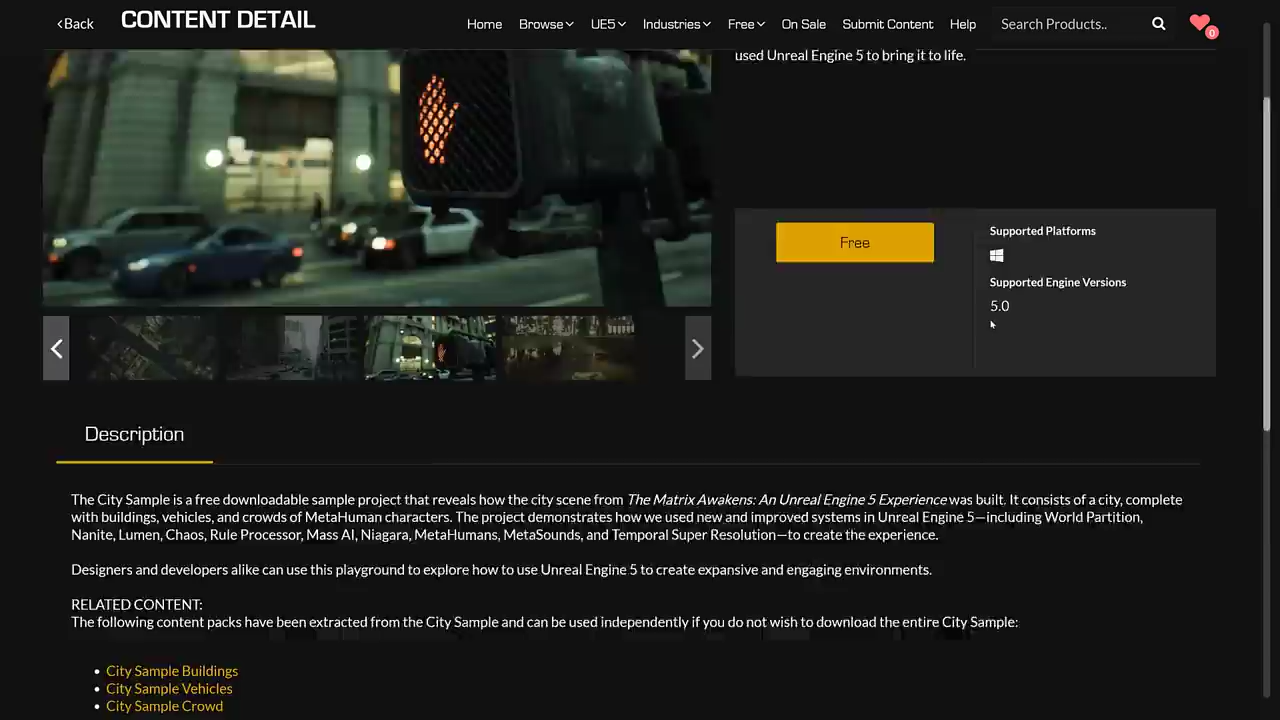 ‹Back
CONTENT DETAIL
Home
Browse
UE5
Industries
Free
On Sale
Submit Content
Help
Search Products..
0
used Unreal Engine 5 to bring it to life.
Free
Supported Platforms
Supported Engine Versions
5.0
Description
The City Sample is a free downloadable sample project that reveals how the city scene from The Matrix Awakens: An Unreal Engine 5 Experience was built. It consists of a city, complete
with buildings, vehicles, and crowds of MetaHuman characters. The project demonstrates how we used new and improved systems in Unreal Engine 5—including World Partition,
Nanite, Lumen, Chaos, Rule Processor, Mass AI, Niagara, MetaHumans, MetaSounds, and Temporal Super Resolution—to create the experience.
Designers and developers alike can use this playground to explore how to use Unreal Engine 5 to create expansive and engaging environments.
RELATED CONTENT:
The following content packs have been extracted from the City Sample and can be used independently if you do not wish to download the entire City Sample:
• City Sample Buildings
• City Sample Vehicles
• City Sample Crowd